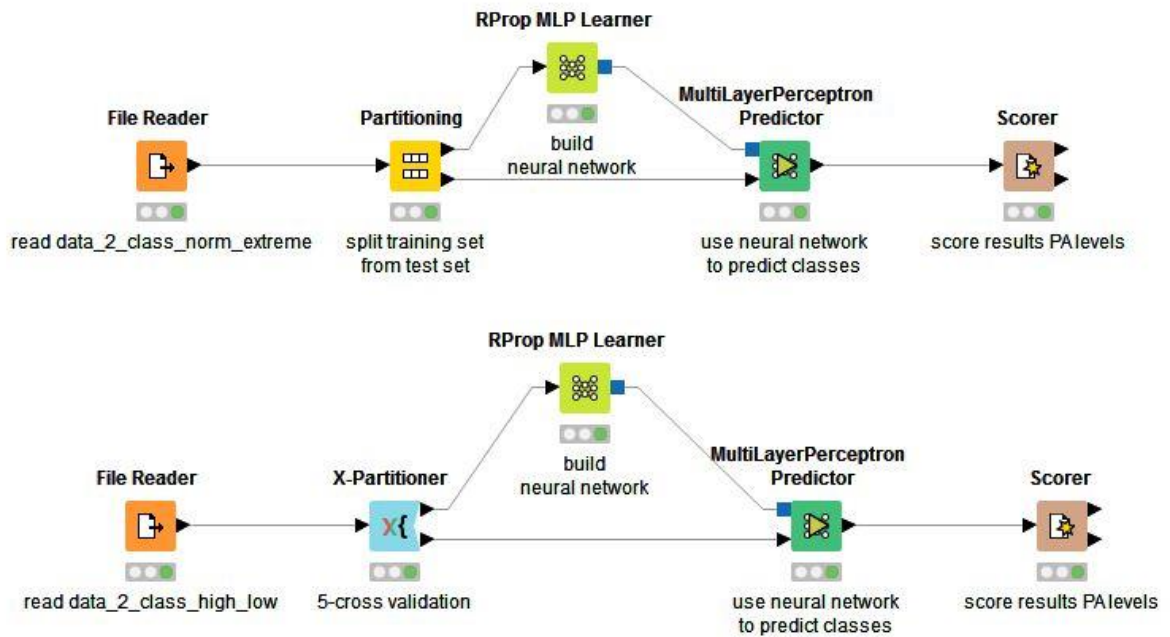 RProp MLP Learner
MultiLayerPerceptron
Predictor
File Reader
Partitioning
Scorer
build
neural network
read data_2_class_norm_extreme
split training set
from test set
use neural network
to predict classes
score results PA levels
RProp MLP Learner
MultiLayerPerceptron
Predictor
File Reader
X-Partitioner
Scorer
build
neural network
X{
read data_2_class_high_low
5-cross validation
use neural network
to predict classes
score results PA levels